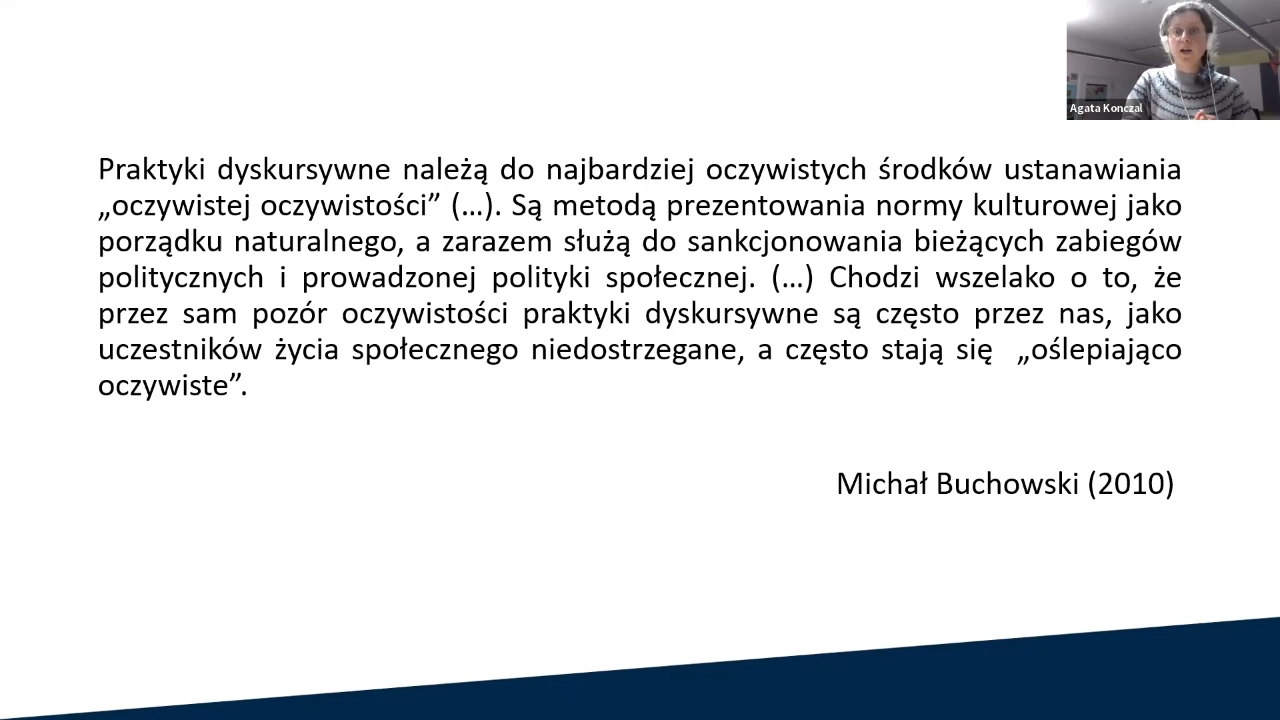 Agata Konczal
Praktyki dyskursywne należą do najbardziej oczywistych środków ustanawiania
„oczywistej oczywistości” (…). Są metodą prezentowania normy kulturowej jako
porządku naturalnego, a zarazem służą do sankcjonowania bieżących zabiegów
politycznych i prowadzonej polityki społecznej. (…) Chodzi wszelako o to, że
przez sam pozór oczywistości praktyki dyskursywne są często przez nas, jako
uczestników życia społecznego niedostrzegane, a często stają się „oślepiająco
oczywiste”.
Michał Buchowski (2010)